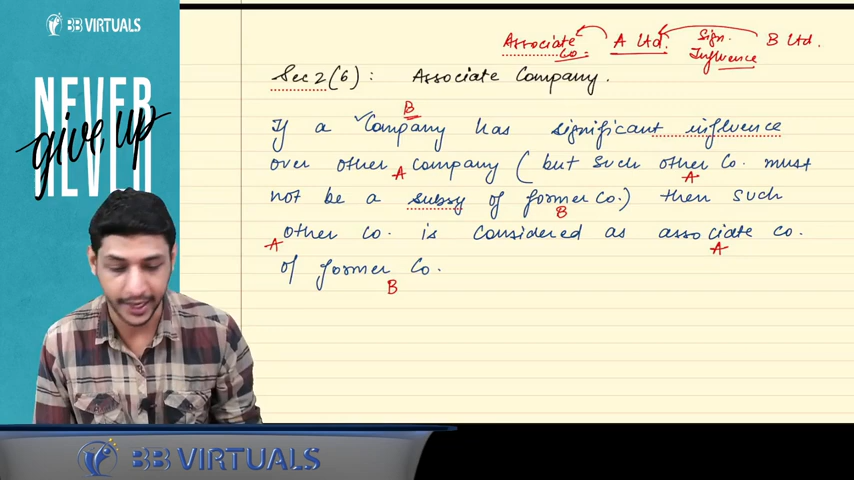 BB VIRTUALS
NEVER
give up
NEVER
Associate Co. A Ltd. Sign. Influence B Ltd.
Sec 2(6) : Associate Company.
B
If a Company has significant influence
over other A company (but such other Co. must
A
not be a subsy of former Co.) then such
B
A other Co. is considered as associate Co.
A
of former Co.
B
BB VIRTUALS